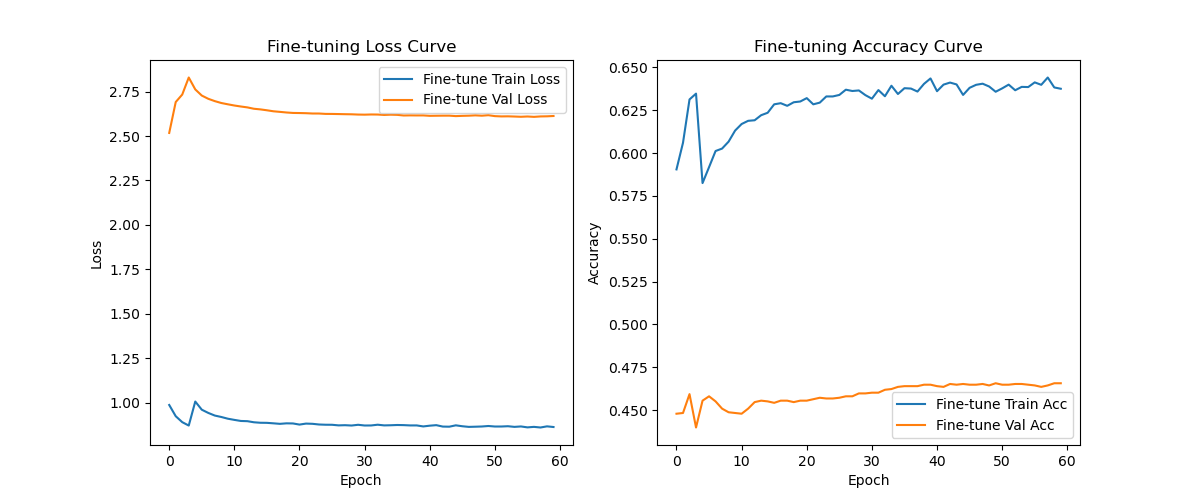 Fine-tuning Loss Curve
Fine-tune Train Loss
Fine-tune Val Loss
2.75
2.50
2.25
2.00
1.75
1.50
1.25
1.00
Loss
0 10 20 30 40 50 60
Epoch
Fine-tuning Accuracy Curve
0.650
0.625
0.600
0.575
0.550
0.525
0.500
0.475
0.450
Accuracy
Fine-tune Train Acc
Fine-tune Val Acc
0 10 20 30 40 50 60
Epoch